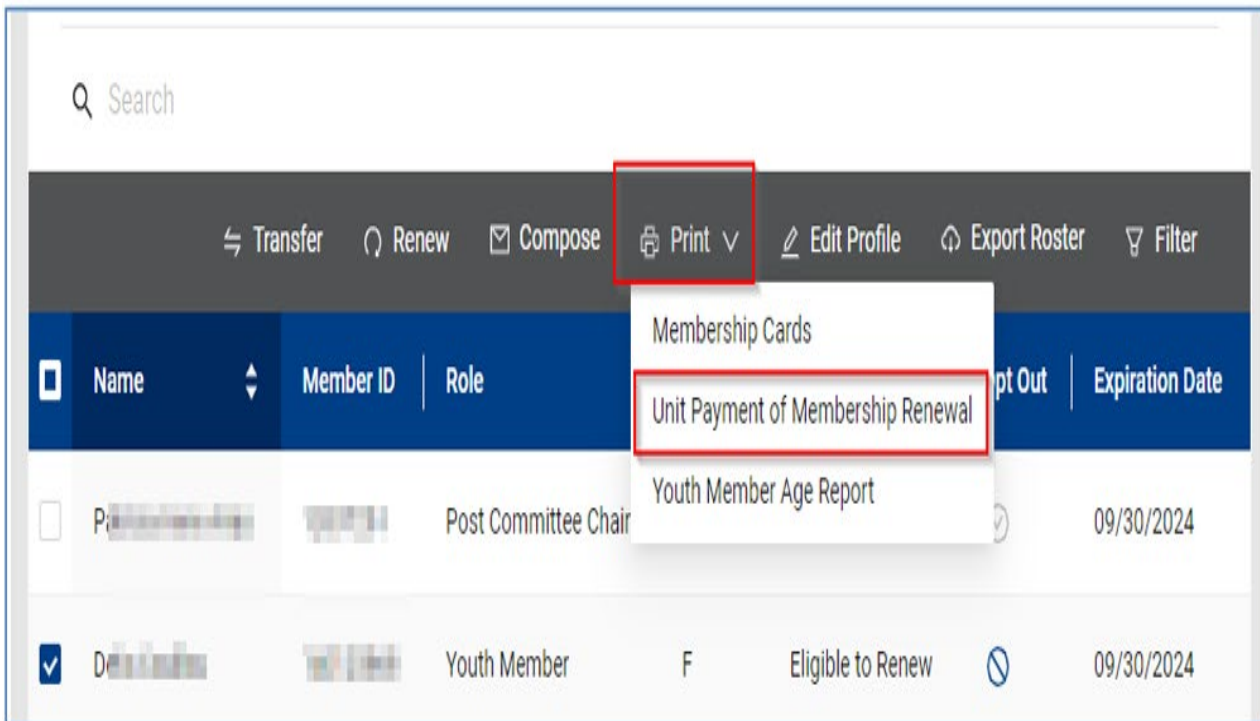 Search
Transfer Renew Compose Print Edit Profile Export Roster Filter
Membership Cards
Unit Payment of Membership Renewal
Youth Member Age Report
Name Member ID Role pt Out Expiration Date
Post Committee Chair 09/30/2024
Youth Member F Eligible to Renew 09/30/2024